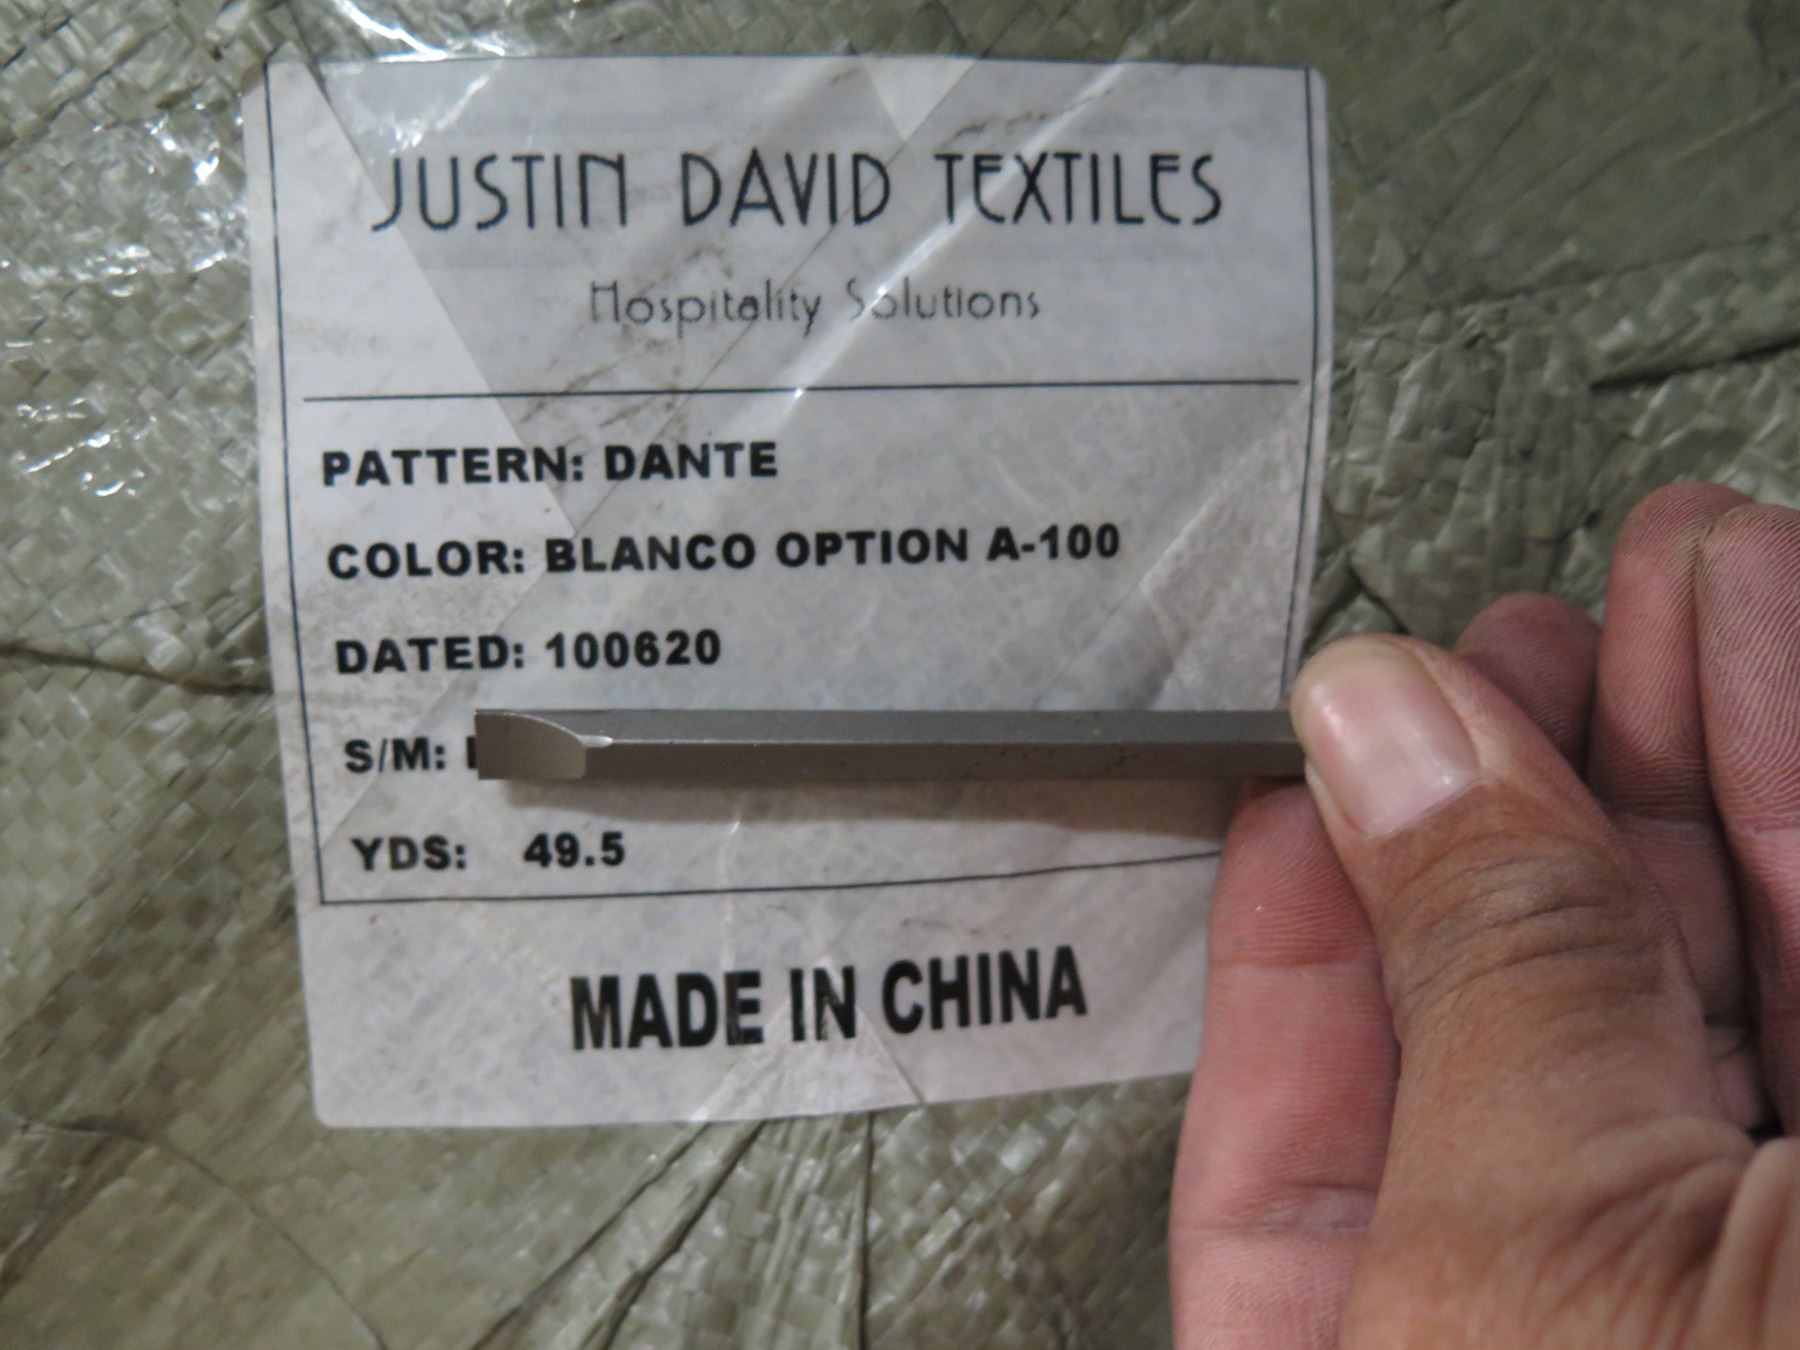 JUSTIN DAVID TEXTILES
Hospitality Solutions
PATTERN: DANTE
COLOR: BLANCO OPTION A-100
DATED: 100620
S/M:
YDS: 49.5
MADE IN CHINA